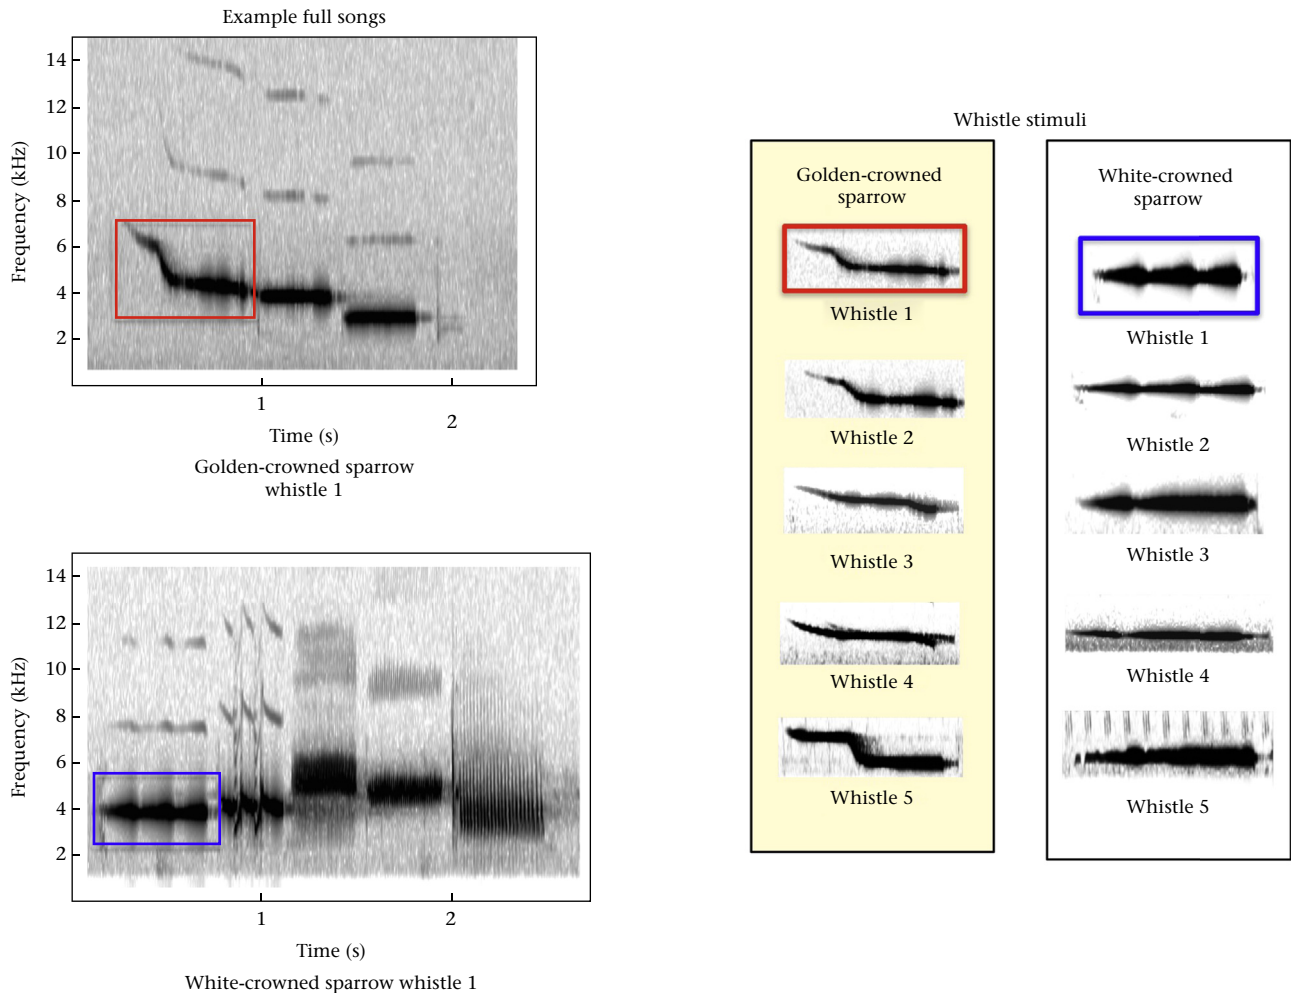 Example full songs
14
12
10
8
6
4
2
Frequency (kHz)
1
2
Time (s)
Golden-crowned sparrow
whistle 1
14
12
10
8
6
4
2
Frequency (kHz)
1
2
Time (s)
White-crowned sparrow whistle 1
Whistle stimuli
Golden-crowned
sparrow
Whistle 1
Whistle 2
Whistle 3
Whistle 4
Whistle 5
White-crowned
sparrow
Whistle 1
Whistle 2
Whistle 3
Whistle 4
Whistle 5